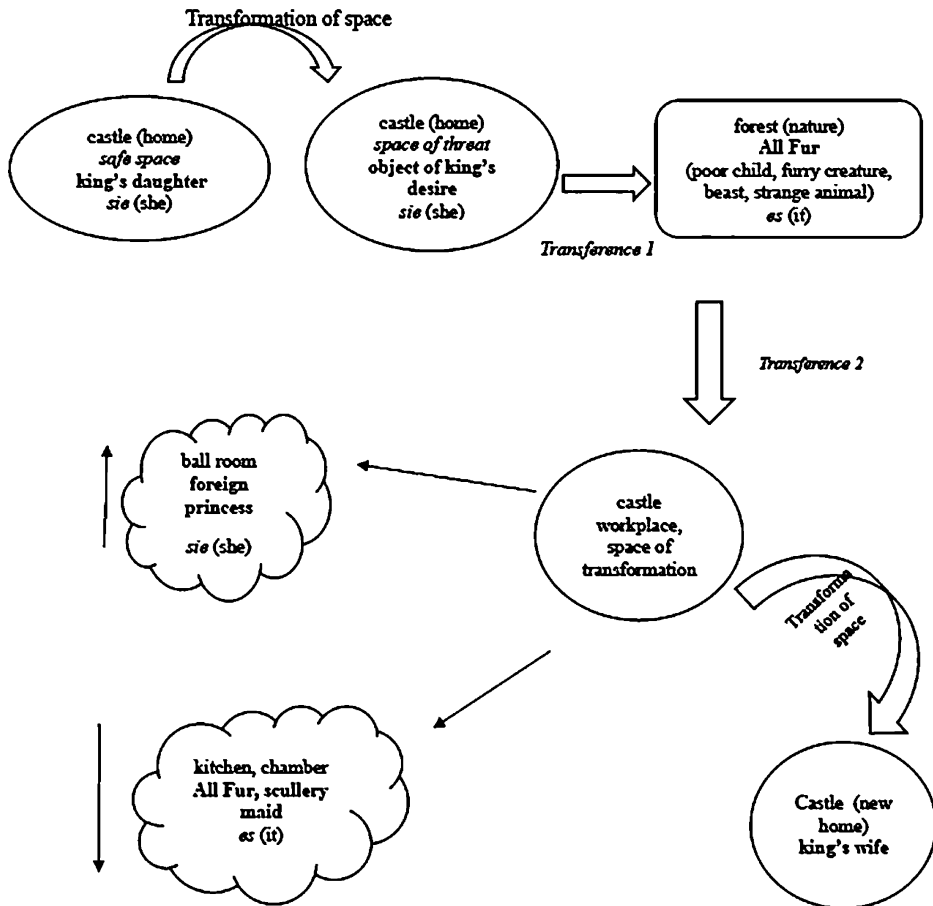 Transformation of space
castle (home)
safe space
king's daughter
sie (she)
castle (home)
space of threat
object of king's
desire
sie (she)
forest (nature)
All Fur
(poor child, furry creature,
beast, strange animal)
es (it)
Transference 1
Transference 2
ball room
foreign
princess
sie (she)
castle
workplace,
space of
transformation
Transforma
tion of
space
kitchen, chamber
All Fur, scullery
maid
es (it)
Castle (new
home)
king's wife